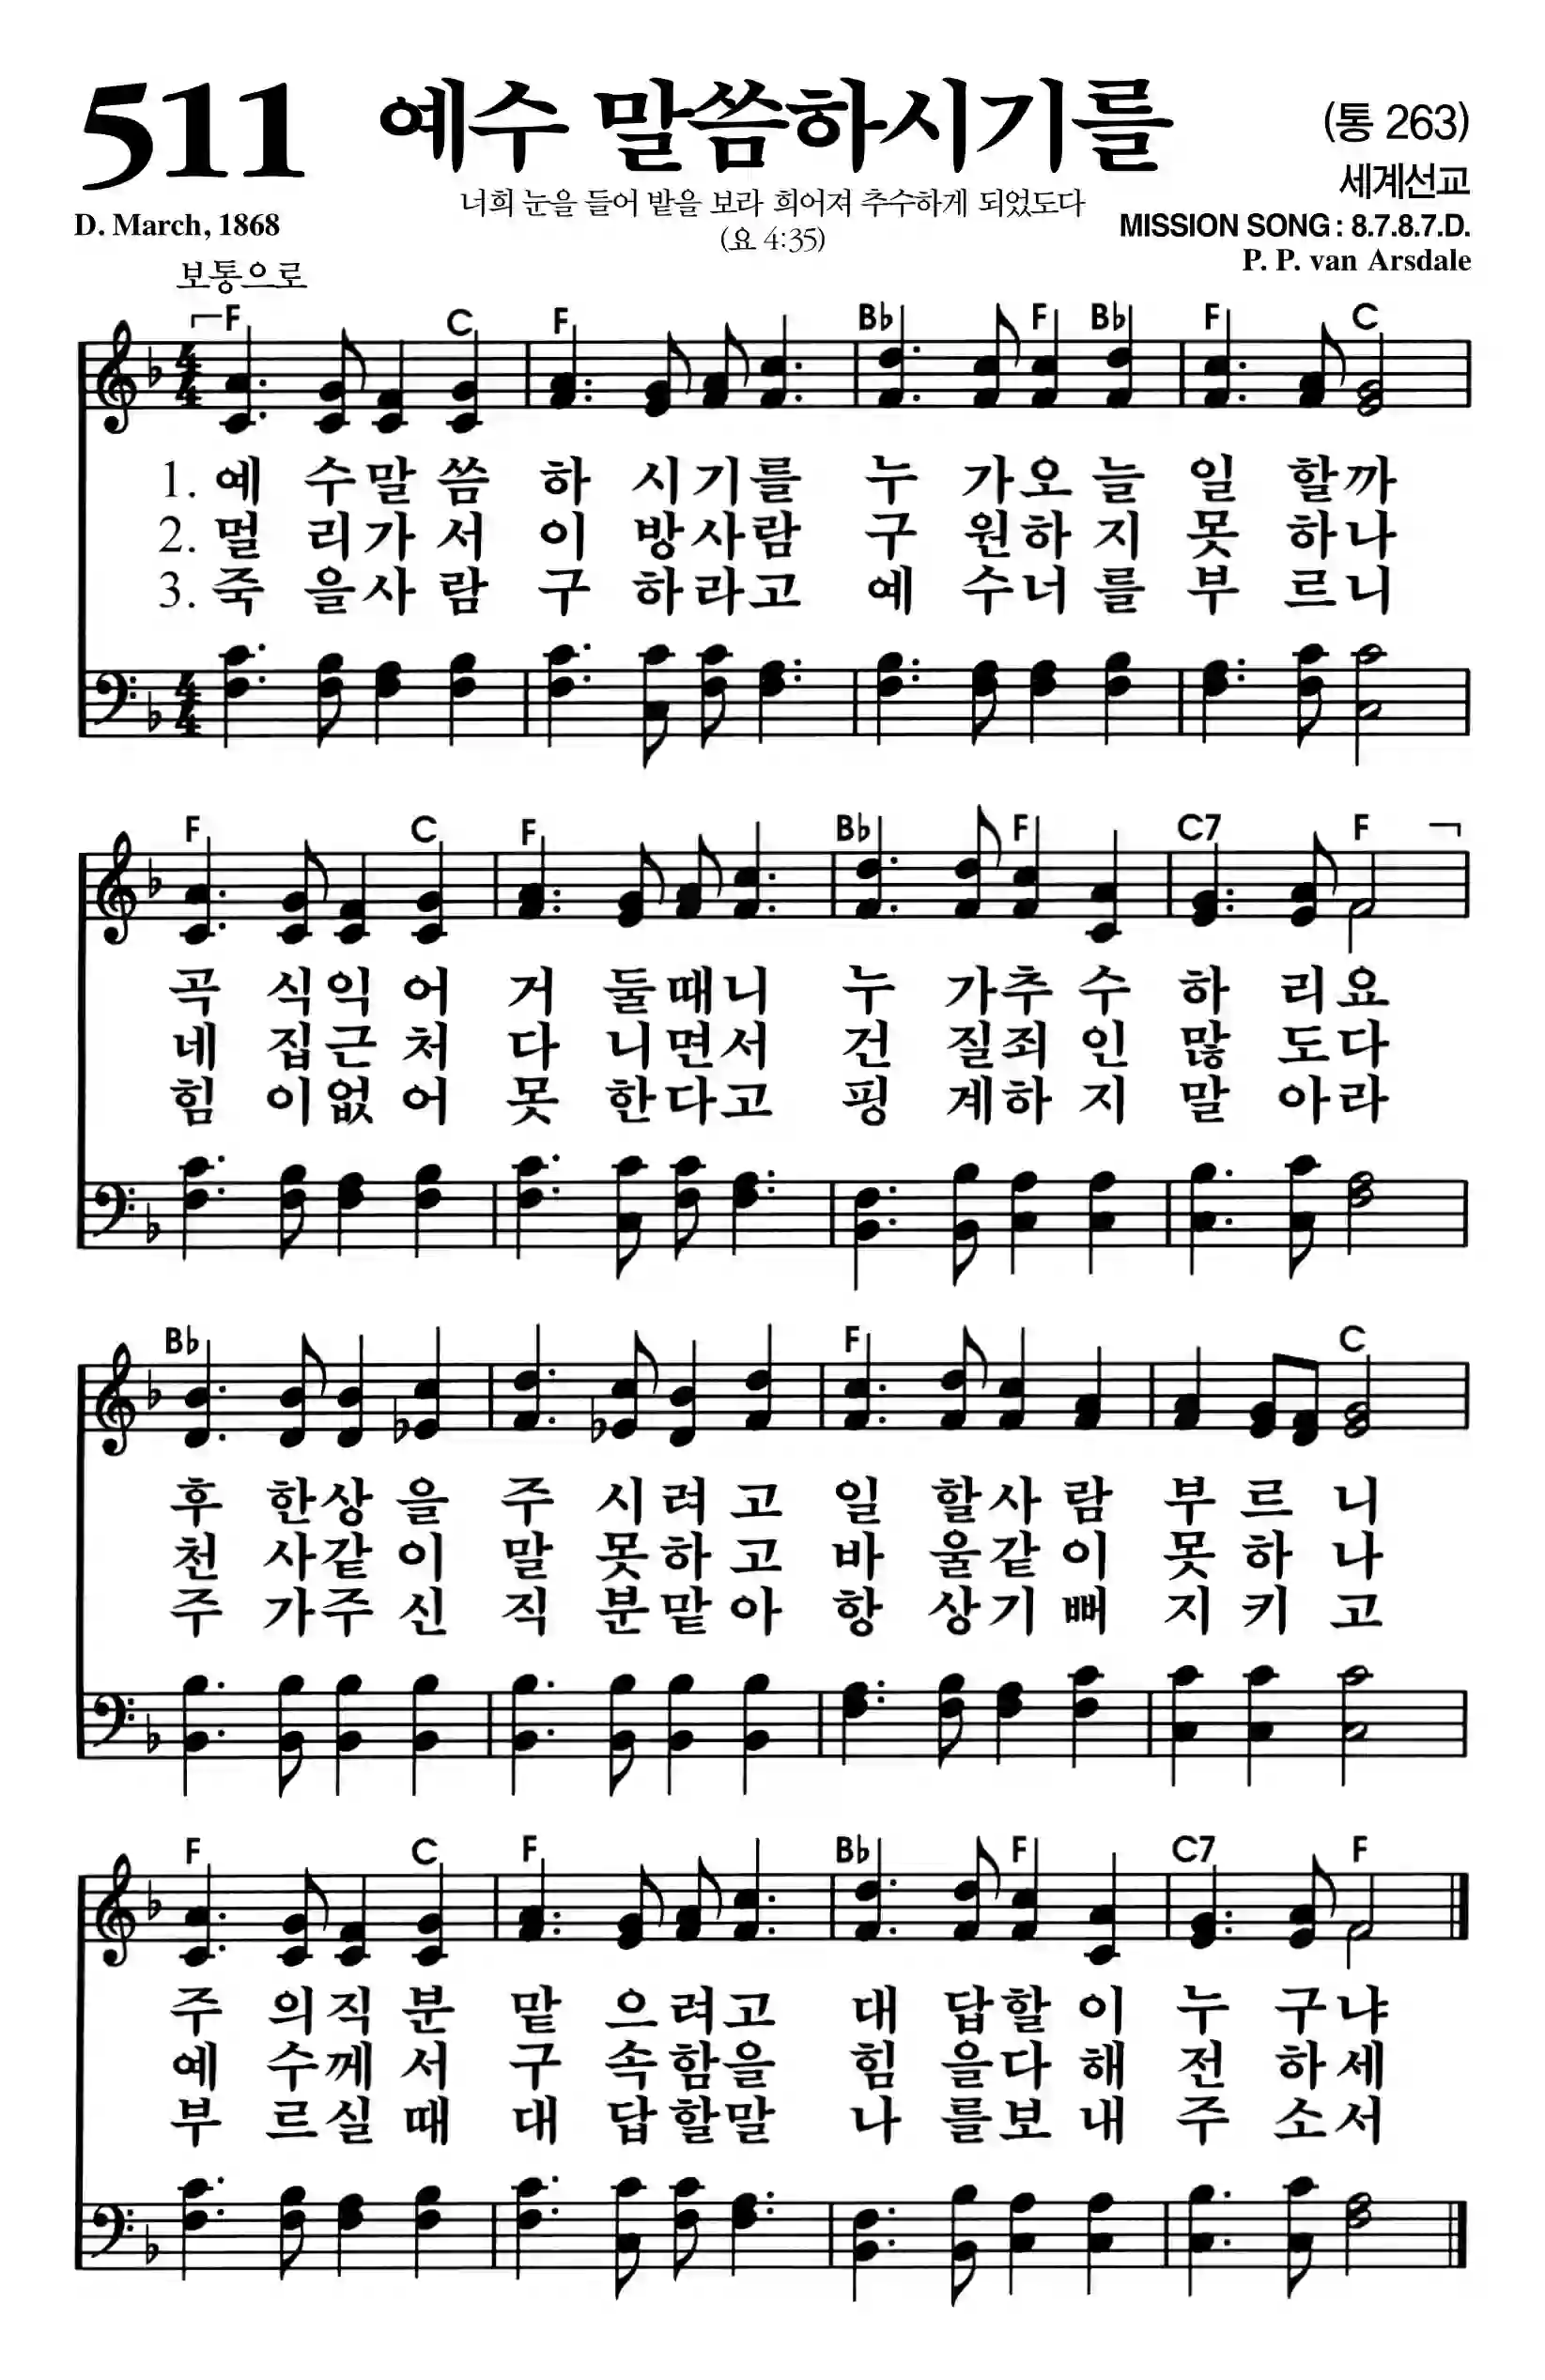 511 예수 말씀하시기를 (통 263)
세계선교
너희 눈을 들어 밭을 보라 희어져 추수하게 되었도다
(요 4:35)
D. March, 1868
MISSION SONG : 8.7.8.7.D.
P. P. van Arsdale
보통으로
F C F B♭ F B♭ F C
1. 예 수말 씀 하 시기를 누 가오 늘 일 할까
2. 멀 리가 서 이 방사람 구 원하 지 못 하나
3. 죽 을사 람 구 하라고 예 수너 를 부 르니
F C F B♭ F C7 F
곡 식익 어 거 둘때니 누 가추 수 하 리요
네 집근 처 다 니면서 건 질죄 인 많 도다
힘 이없 어 못 한다고 핑 계하 지 말 아라
B♭ F C
후 한상 을 주 시려 고 일 할사 람 부 르 니
천 사같 이 말 못하 고 바 울같 이 못 하 나
주 가주 신 직 분맡 아 항 상기 뻐 지 키 고
F C F B♭ F C7 F
주 의직 분 맡 으려고 대 답할 이 누 구냐
예 수께 서 구 속함을 힘 을다 해 전 하세
부 르실 때 대 답할말 나 를보 내 주 소서